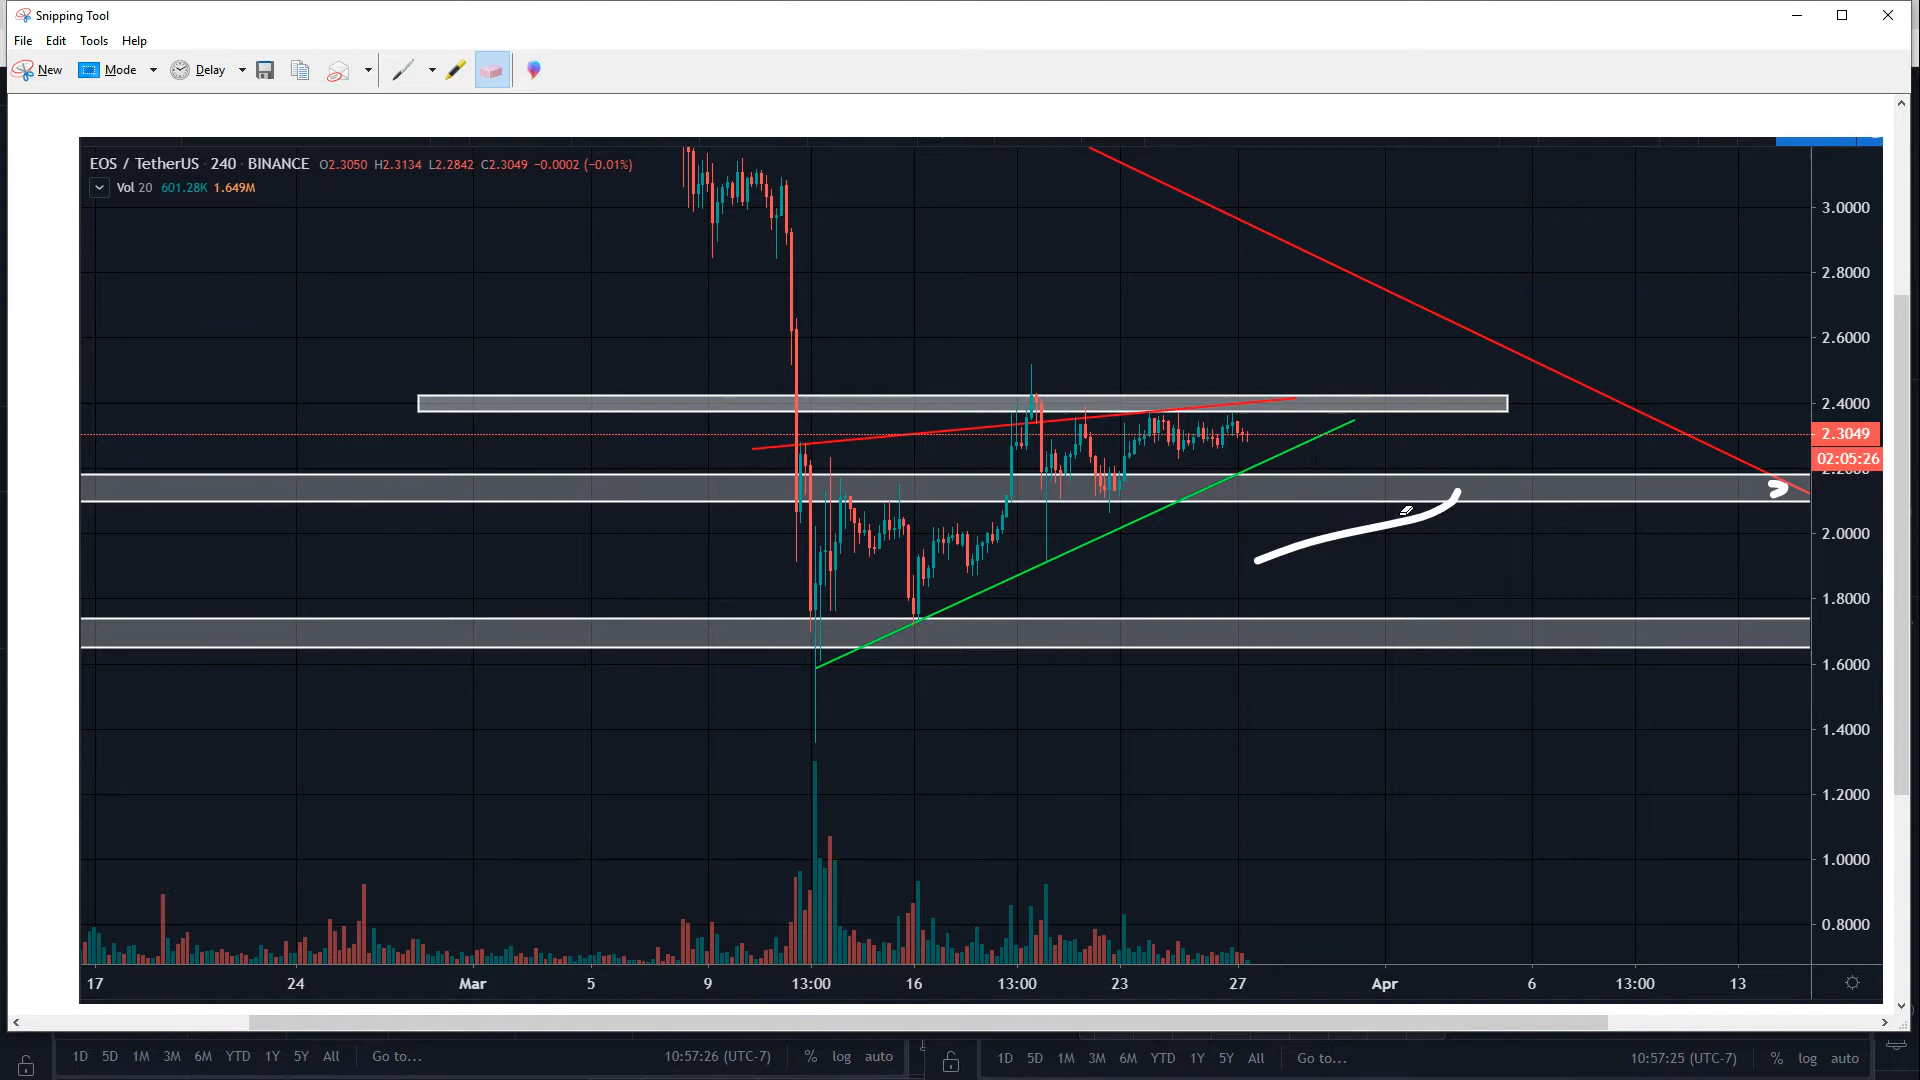 Snipping Tool
File Edit Tools Help
New Mode Delay
EOS / TetherUS 240 BINANCE O2.3050 H2.3134 L2.2842 C2.3049 −0.0002 (−0.01%)
Vol 20 601.28K 1.649M
3.0000
2.8000
2.6000
2.4000
2.3049
02:05:26
2.0000
1.8000
1.6000
1.4000
1.2000
1.0000
0.8000
17 24 Mar 5 9 13:00 16 13:00 23 27 Apr 6 13:00 13
1D 5D 1M 3M 6M YTD 1Y 5Y All Go to... 10:57:26 (UTC-7) % log auto
1D 5D 1M 3M 6M YTD 1Y 5Y All Go to... 10:57:25 (UTC-7) % log auto